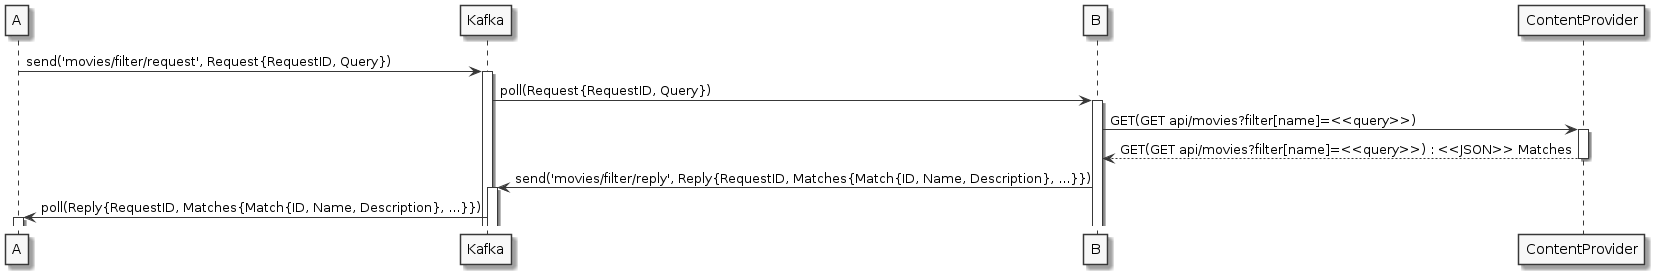 A Kafka B ContentProvider
send('movies/filter/request', Request{RequestID, Query})
poll(Request{RequestID, Query})
GET(GET api/movies?filter[name]=<<query>>)
GET(GET api/movies?filter[name]=<<query>>) : <<JSON>> Matches
send('movies/filter/reply', Reply{RequestID, Matches{Match{ID, Name, Description}, ...}})
poll(Reply{RequestID, Matches{Match{ID, Name, Description}, ...}})
A Kafka B ContentProvider